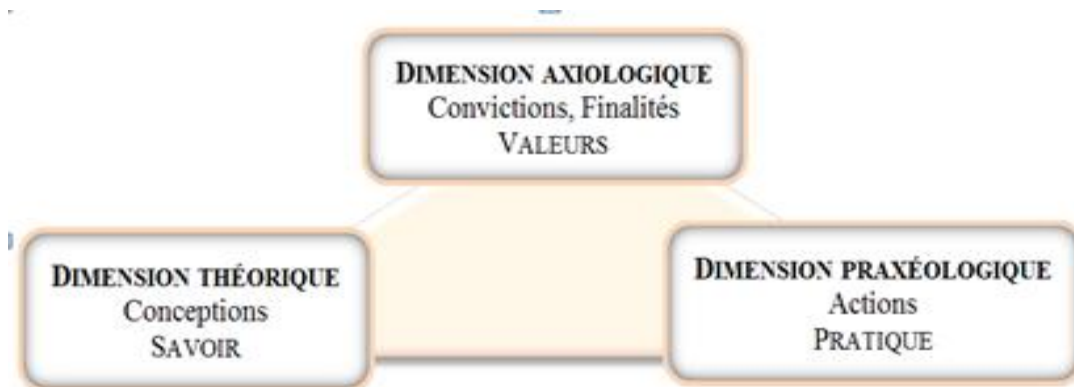 DIMENSION AXIOLOGIQUE
Convictions, Finalités
VALEURS
DIMENSION THÉORIQUE
Conceptions
SAVOIR
DIMENSION PRAXÉOLOGIQUE
Actions
PRATIQUE